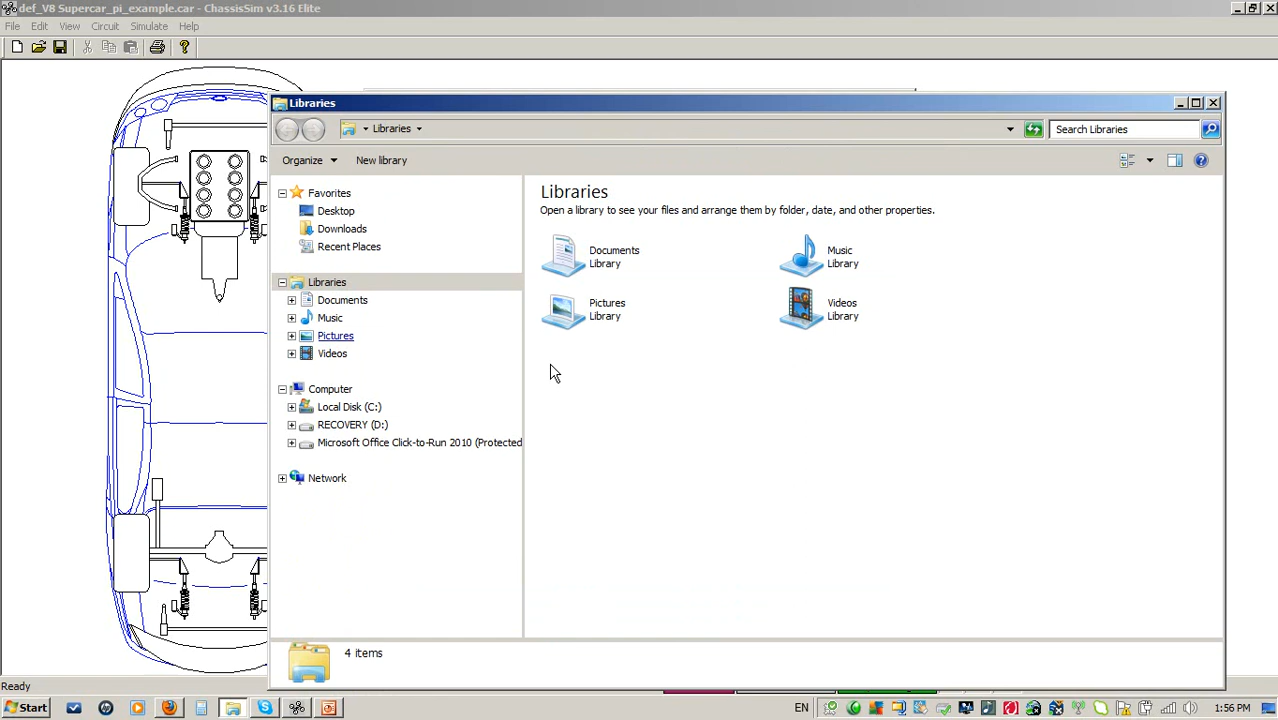 def_V8 Supercar_pi_example.car - ChassisSim v3.16 Elite
File Edit View Circuit Simulate Help
Libraries
Libraries
Search Libraries
Organize New library
Favorites
Desktop
Downloads
Recent Places
Libraries
Documents
Music
Pictures
Videos
Computer
Local Disk (C:)
RECOVERY (D:)
Microsoft Office Click-to-Run 2010 (Protected
Network
Libraries
Open a library to see your files and arrange them by folder, date, and other properties.
Documents
Library
Music
Library
Pictures
Library
Videos
Library
4 items
Ready
Start
EN
1:56 PM